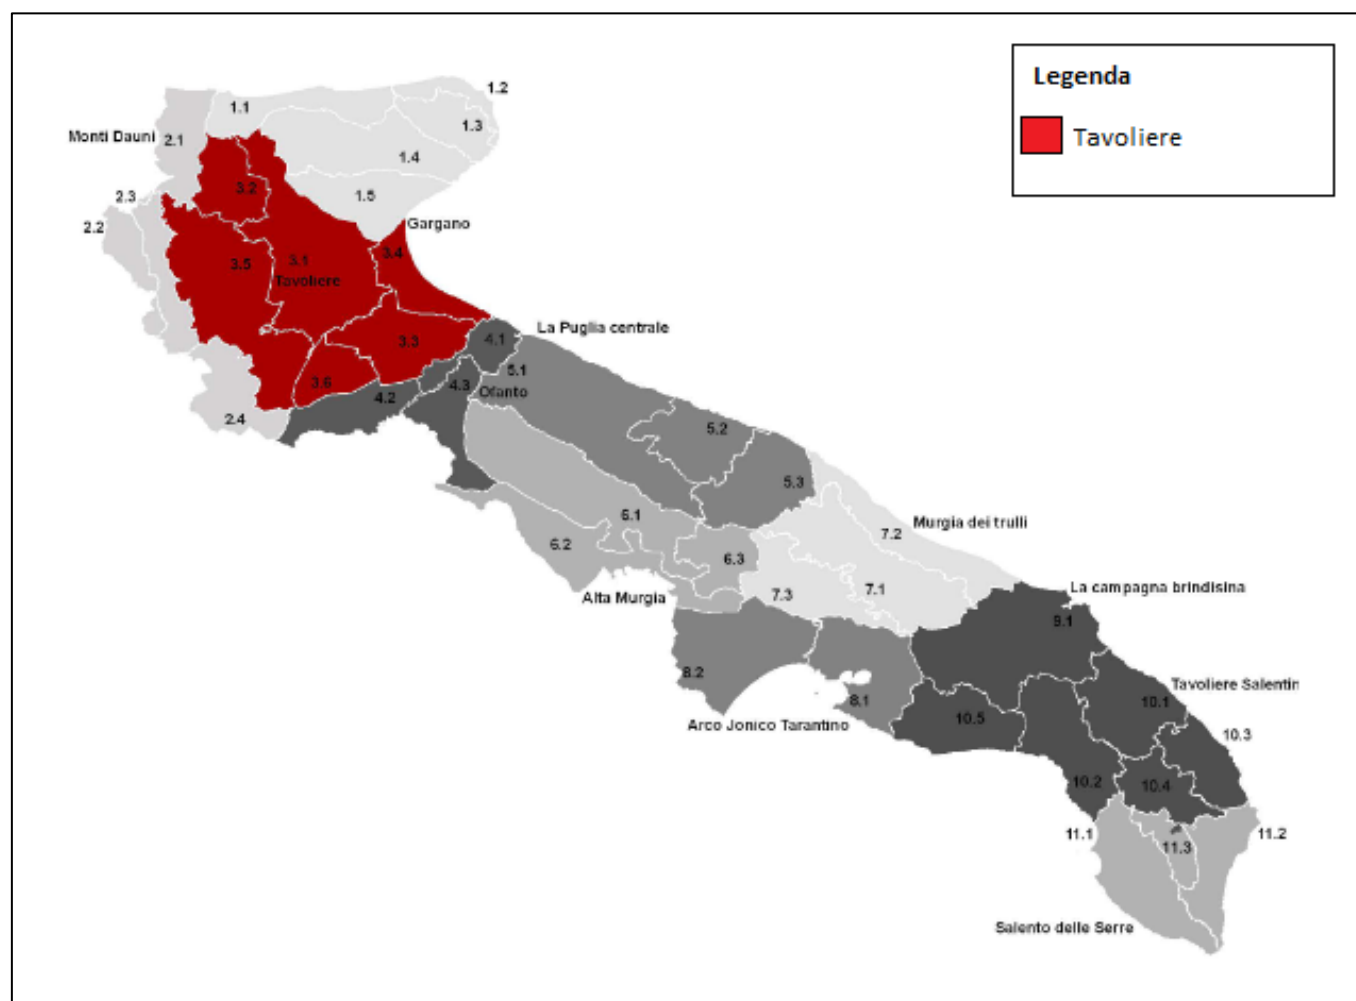 Legenda
Tavoliere
1.2
1.1
1.3
Monti Dauni
2.1
1.4
3.2
1.5
2.3
2.2
Gargano
3.4
3.5
3.1
Tavoliere
La Puglia centrale
4.1
3.3
5.1
3.6
4.3
Ofanto
4.2
2.4
5.2
5.3
6.1
Murgia dei trulli
7.2
6.2
6.3
7.1
7.3
Alta Murgia
La campagna brindisina
9.1
8.2
Tavoliere Salentin
8.1
10.1
Arco Jonico Tarantino
10.5
10.3
10.2
10.4
11.1
11.2
11.3
Salento delle Serre